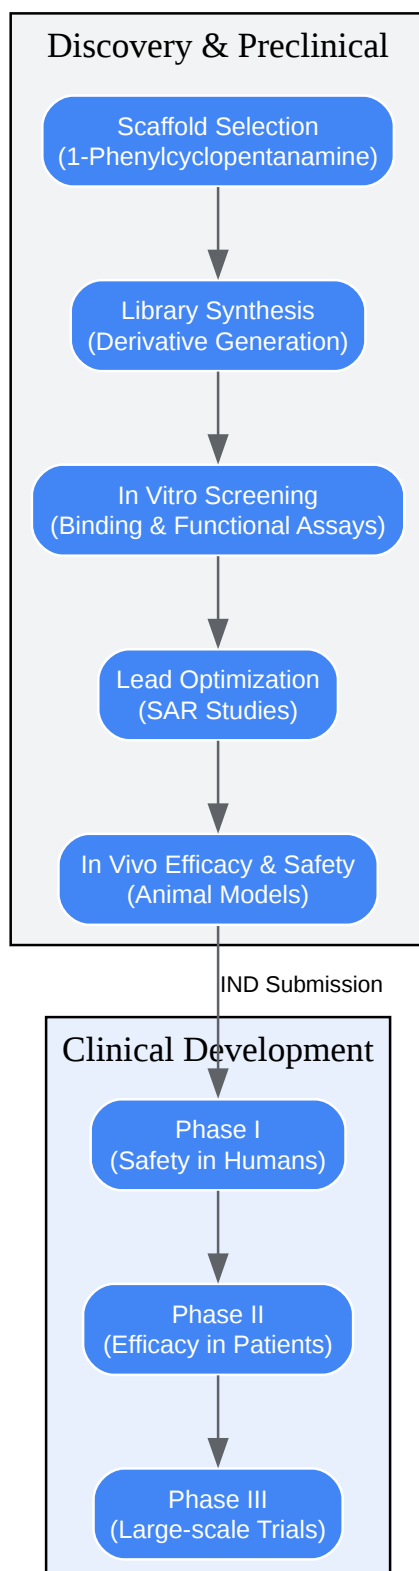 Discovery & Preclinical
Scaffold Selection
(1-Phenylcyclopentanamine)
Library Synthesis
(Derivative Generation)
In Vitro Screening
(Binding & Functional Assays)
Lead Optimization
(SAR Studies)
In Vivo Efficacy & Safety
(Animal Models)
IND Submission
Clinical Development
Phase I
(Safety in Humans)
Phase II
(Efficacy in Patients)
Phase III
(Large-scale Trials)